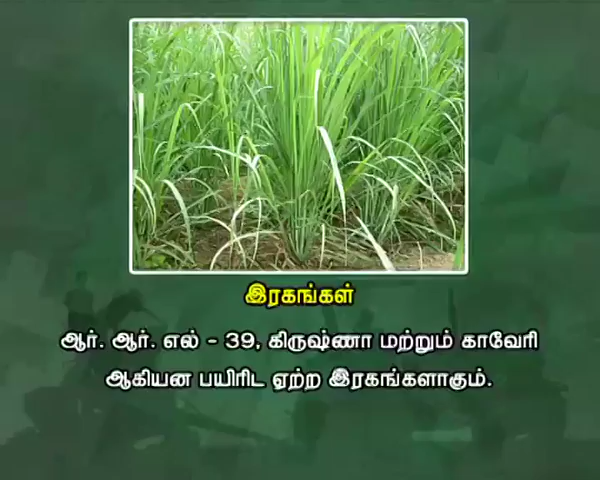 இரகங்கள்
ஆர். ஆர். எல் - 39, கிருஷ்ணா மற்றும் காவேரி
ஆகியன பயிரிட ஏற்ற இரகங்களாகும்.